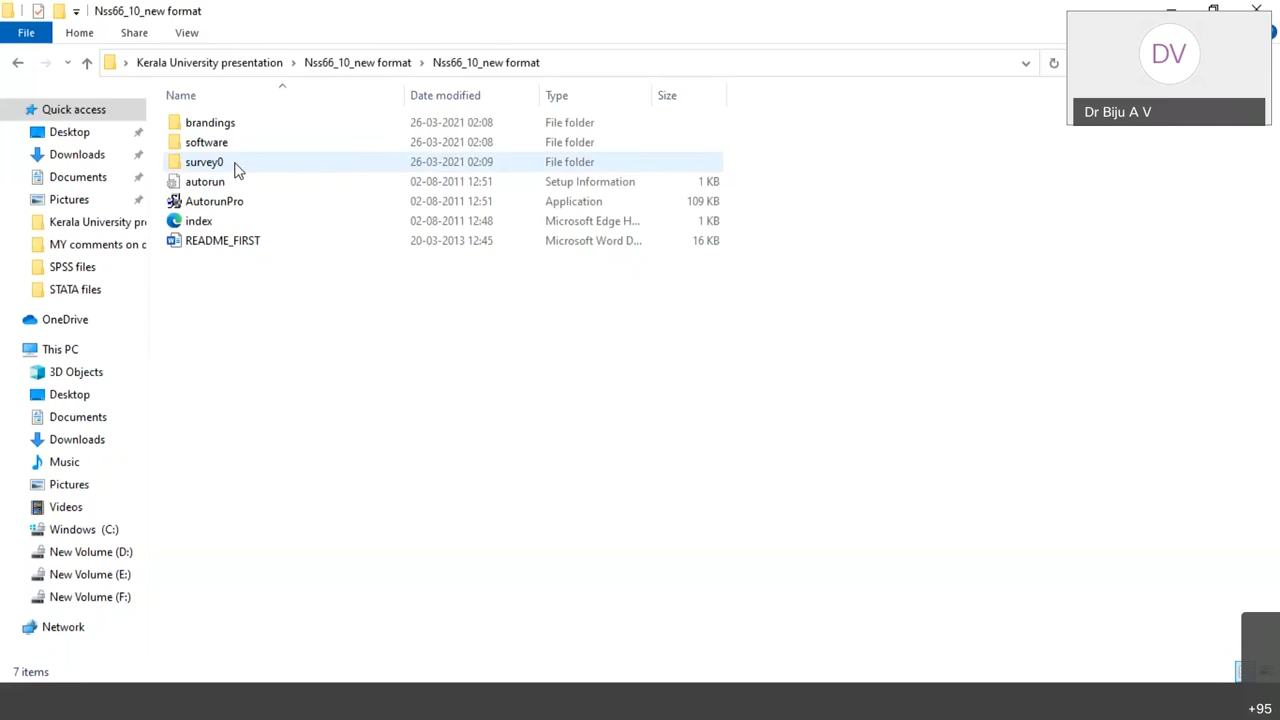 Nss66_10_new format
File Home Share View
Kerala University presentation Nss66_10_new format Nss66_10_new format
DV
Dr Biju A V
Name Date modified Type Size
Quick access
Desktop
Downloads
Documents
Pictures
Kerala University pr
MY comments on c
SPSS files
STATA files
OneDrive
This PC
3D Objects
Desktop
Documents
Downloads
Music
Pictures
Videos
Windows (C:)
New Volume (D:)
New Volume (E:)
New Volume (F:)
Network
brandings 26-03-2021 02:08 File folder
software 26-03-2021 02:08 File folder
survey0 26-03-2021 02:09 File folder
autorun 02-08-2011 12:51 Setup Information 1 KB
AutorunPro 02-08-2011 12:51 Application 109 KB
index 02-08-2011 12:48 Microsoft Edge H... 1 KB
README_FIRST 20-03-2013 12:45 Microsoft Word D... 16 KB
7 items
+95